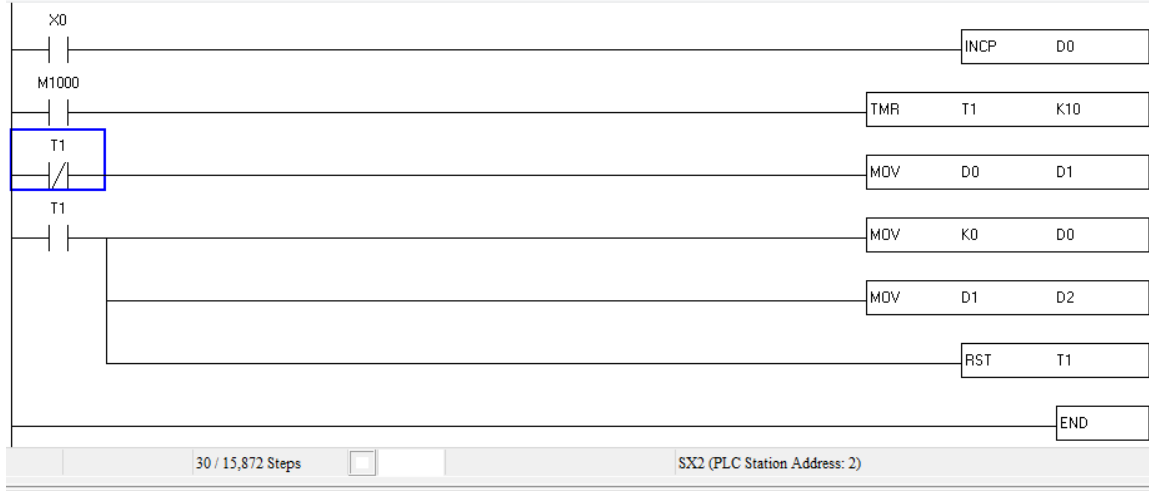 X0
INCP D0
M1000
TMR T1 K10
T1
MOV D0 D1
T1
MOV K0 D0
MOV D1 D2
RST T1
END
30 / 15,872 Steps SX2 (PLC Station Address: 2)